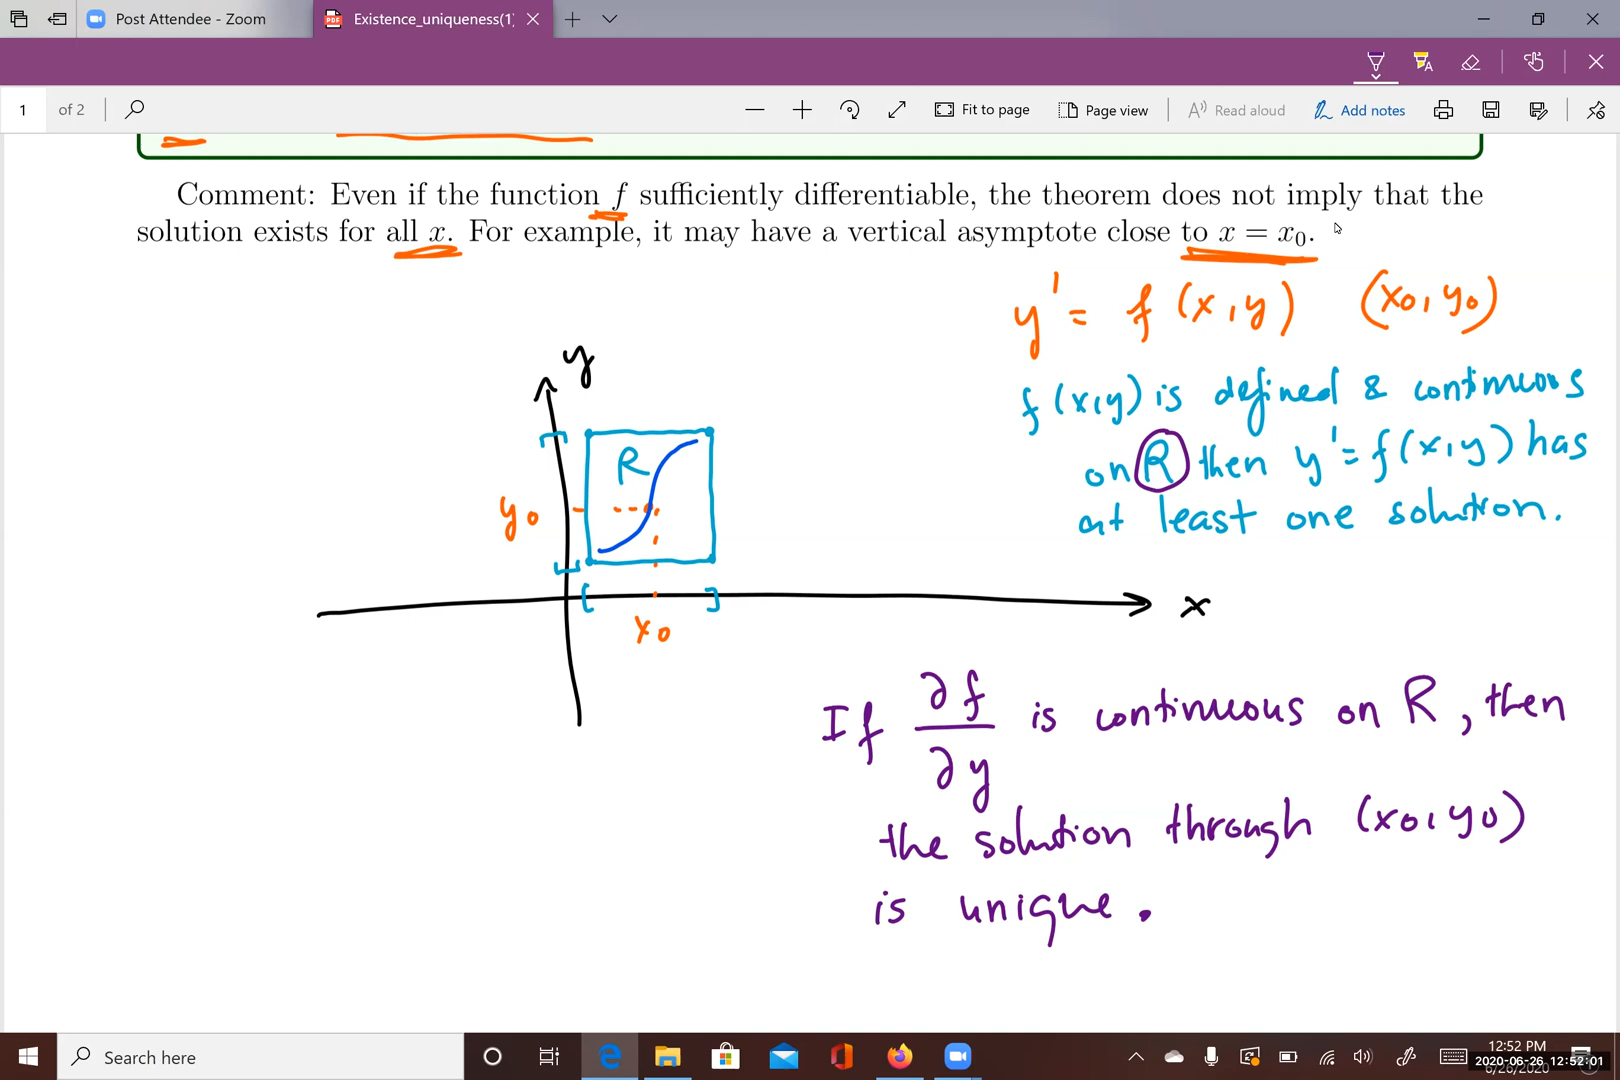 Post Attendee - Zoom
Existence_uniqueness(1)
1 of 2
Fit to page
Page view
Read aloud
Add notes
Comment: Even if the function f sufficiently differentiable, the theorem does not imply that the
solution exists for all x. For example, it may have a vertical asymptote close to x = x₀.
y' = f(x,y) (x₀,y₀)
f(x,y) is defined & continuous
on R then y' = f(x,y) has
at least one solution.
y
R
y₀
x₀
x
If ∂f/∂y is continuous on R, then
the solution through (x₀,y₀)
is unique.
Search here
12:52 PM
2020-06-26 12:52:01
6/26/2020